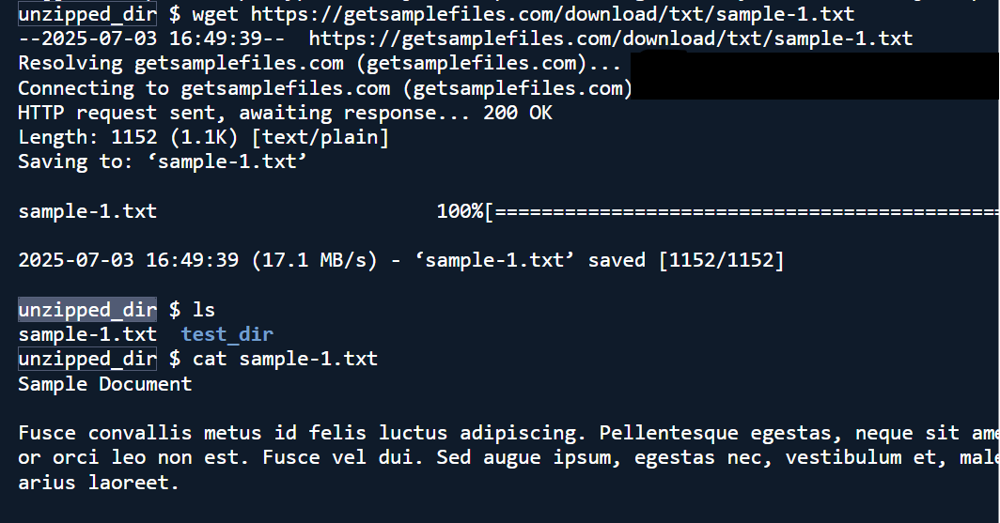 unzipped_dir $ wget https://getsamplefiles.com/download/txt/sample-1.txt
--2025-07-03 16:49:39--  https://getsamplefiles.com/download/txt/sample-1.txt
Resolving getsamplefiles.com (getsamplefiles.com)...
Connecting to getsamplefiles.com (getsamplefiles.com)
HTTP request sent, awaiting response... 200 OK
Length: 1152 (1.1K) [text/plain]
Saving to: ‘sample-1.txt’
sample-1.txt                        100%[===========================================
2025-07-03 16:49:39 (17.1 MB/s) - ‘sample-1.txt’ saved [1152/1152]
unzipped_dir $ ls
sample-1.txt  test_dir
unzipped_dir $ cat sample-1.txt
Sample Document
Fusce convallis metus id felis luctus adipiscing. Pellentesque egestas, neque sit
or orci leo non est. Fusce vel dui. Sed augue ipsum, egestas nec, vestibulum et,
arius laoreet.